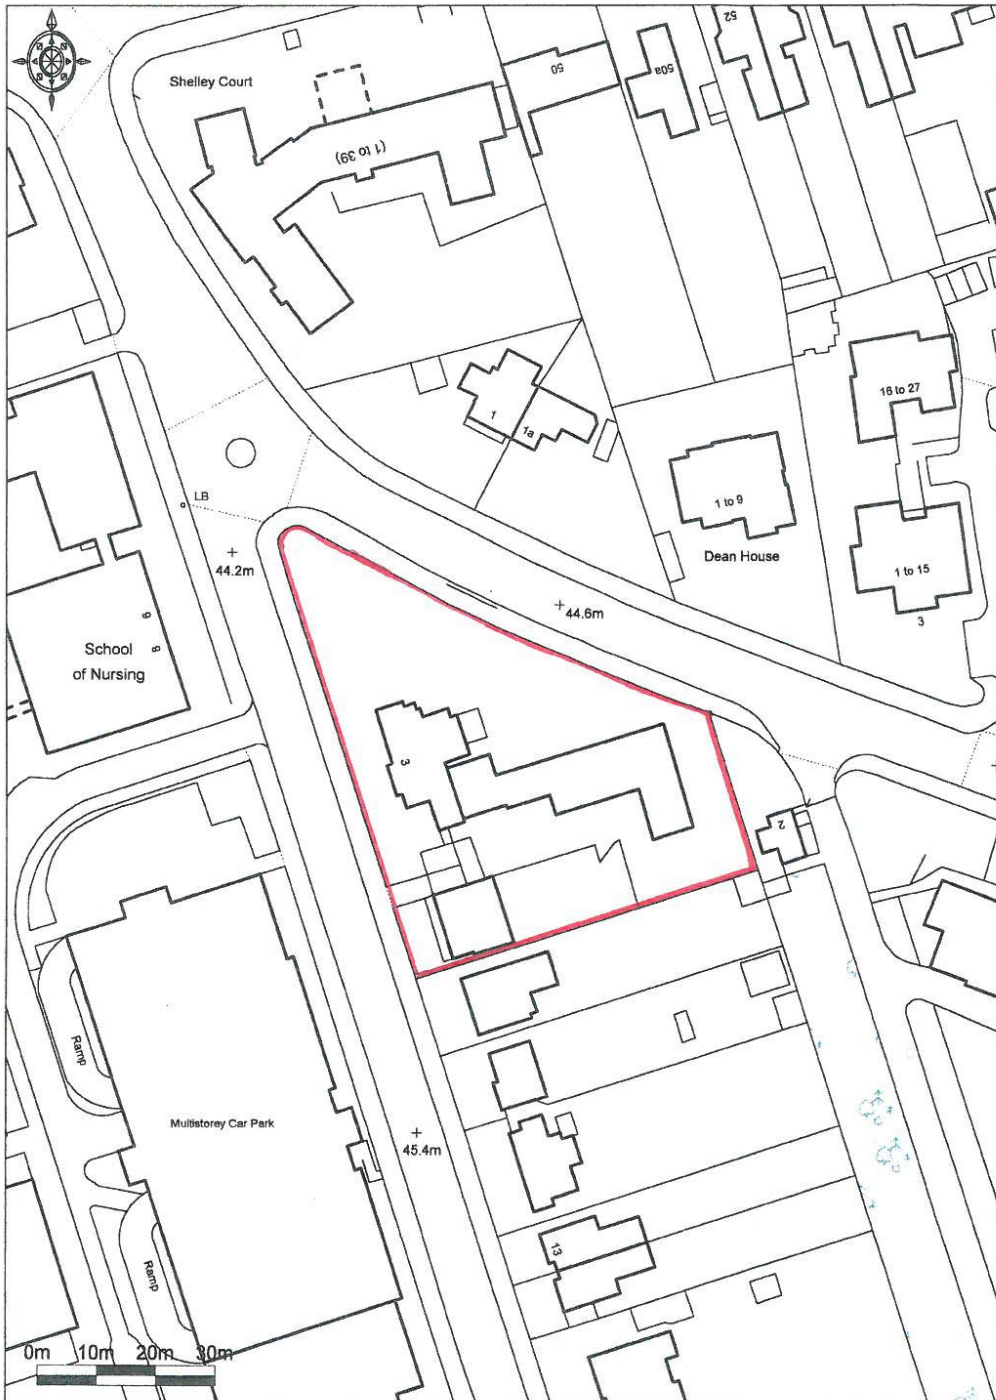 52
50
50a
Shelley Court
(1 to 39)
16 to 27
1
1a
LB
1 to 9
44.2m
Dean House
1 to 15
44.6m
3
9
8
School
of Nursing
3
2
Ramp
Multistorey Car Park
45.4m
13
Ramp
0m 10m 20m 30m